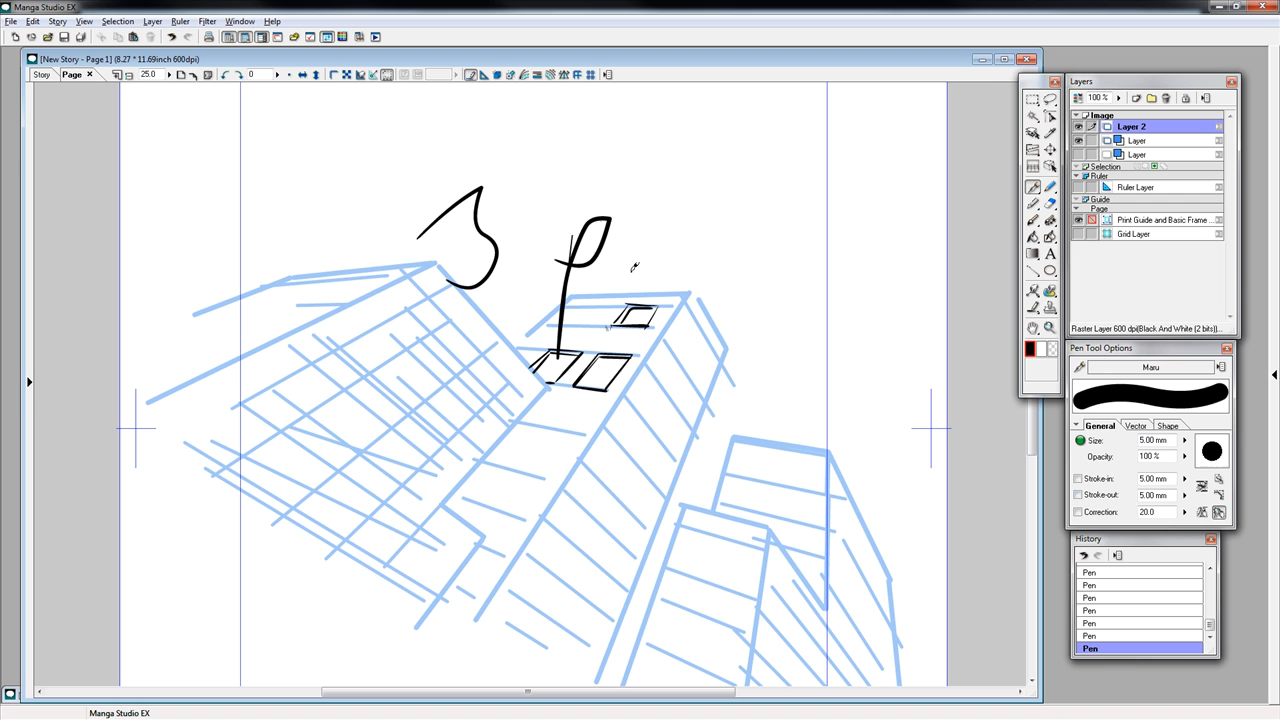 Manga Studio EX
File Edit Story View Selection Layer Ruler Filter Window Help
[New Story - Page 1] (8.27 * 11.69inch 600dpi)
Story Page 25.0 0
Layers
100 %
Image
Layer 2
Layer
Layer
Selection
Ruler
Ruler Layer
Guide
Page
Print Guide and Basic Frame ...
Grid Layer
Raster Layer 600 dpi(Black And White (2 bits))...
Pen Tool Options
Maru
General Vector Shape
Size: 5.00 mm
Opacity: 100 %
Stroke-in: 5.00 mm
Stroke-out: 5.00 mm
Correction: 20.0
History
Pen
Pen
Pen
Pen
Pen
Pen
Pen
Manga Studio EX